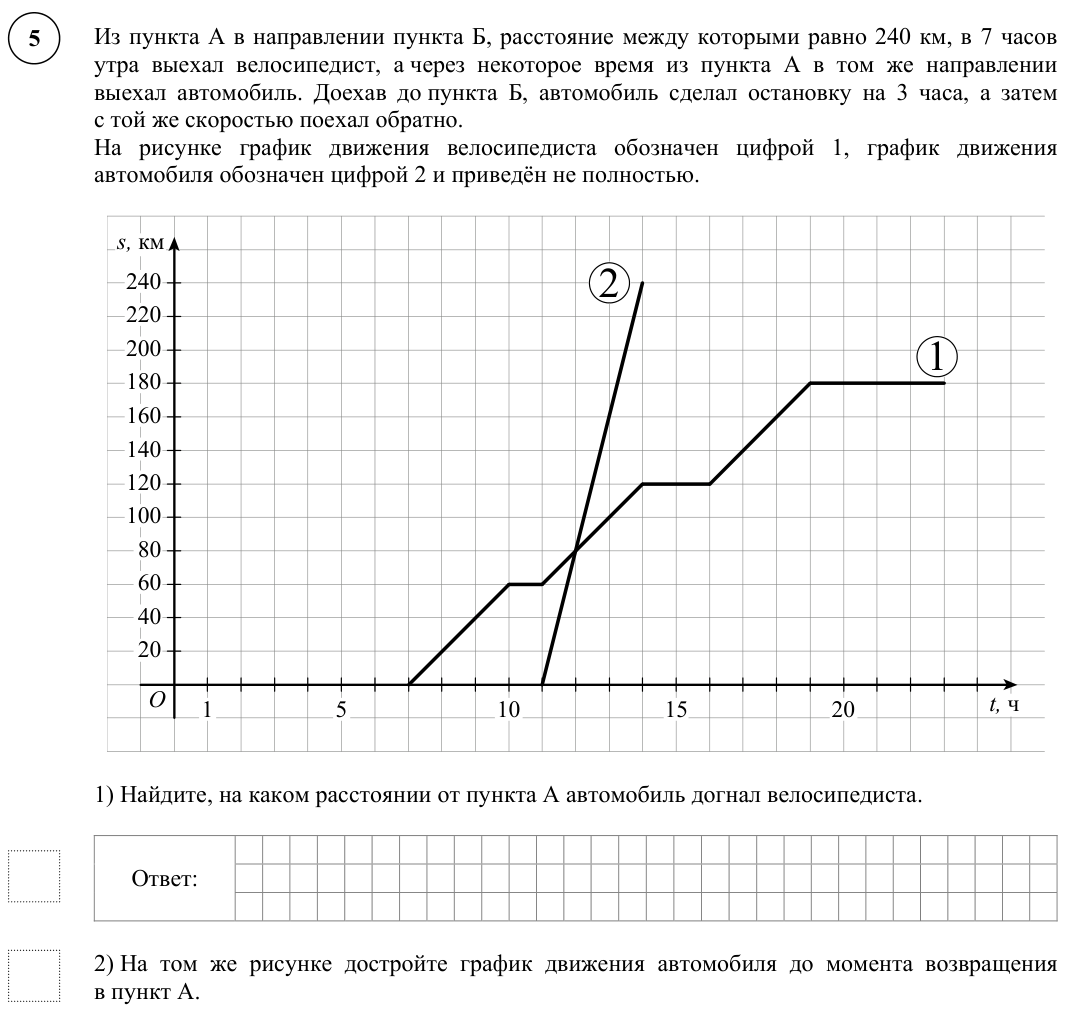 5
Из пункта А в направлении пункта Б, расстояние между которыми равно 240 км, в 7 часов
утра выехал велосипедист, а через некоторое время из пункта А в том же направлении
выехал автомобиль. Доехав до пункта Б, автомобиль сделал остановку на 3 часа, а затем
с той же скоростью поехал обратно.
На рисунке график движения велосипедиста обозначен цифрой 1, график движения
автомобиля обозначен цифрой 2 и приведён не полностью.
s, км
240
220
200
180
160
140
120
100
80
60
40
20
2
1
O
1
5
10
15
20
t, ч
1) Найдите, на каком расстоянии от пункта А автомобиль догнал велосипедиста.
Ответ:
2) На том же рисунке достройте график движения автомобиля до момента возвращения
в пункт А.